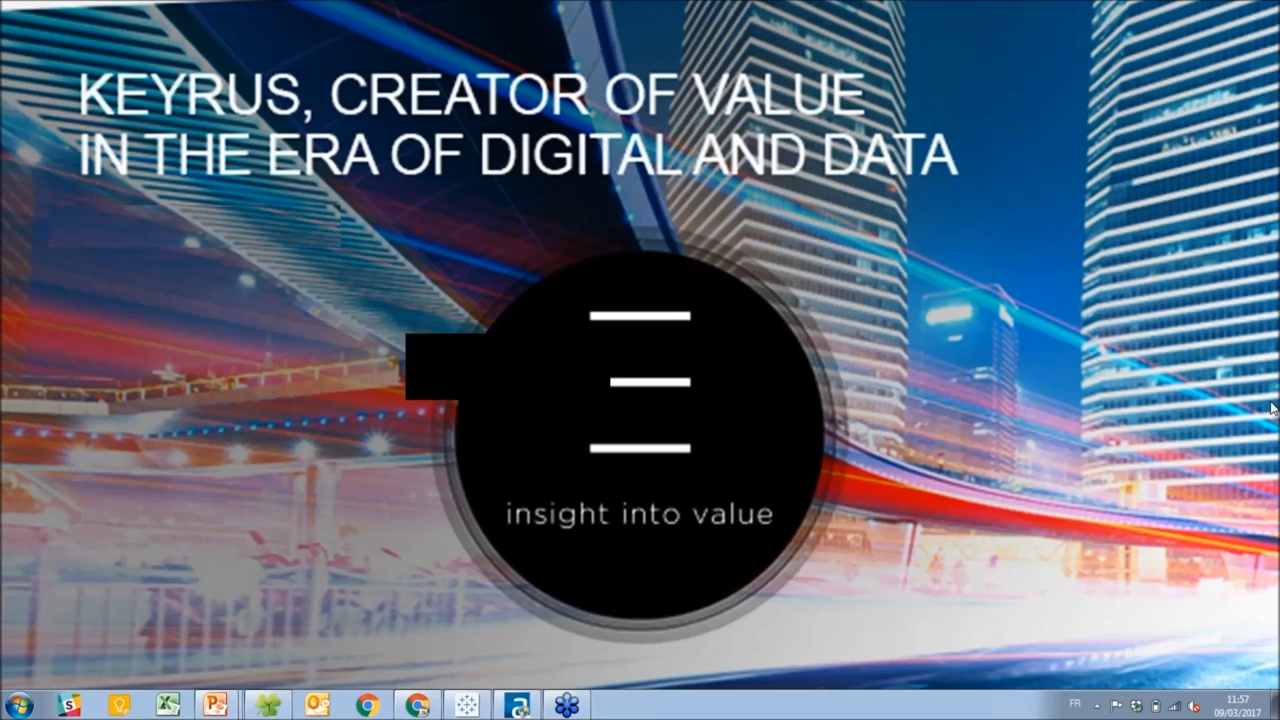 KEYRUS, CREATOR OF VALUE
IN THE ERA OF DIGITAL AND DATA
insight into value
FR
11:57
09/03/2017